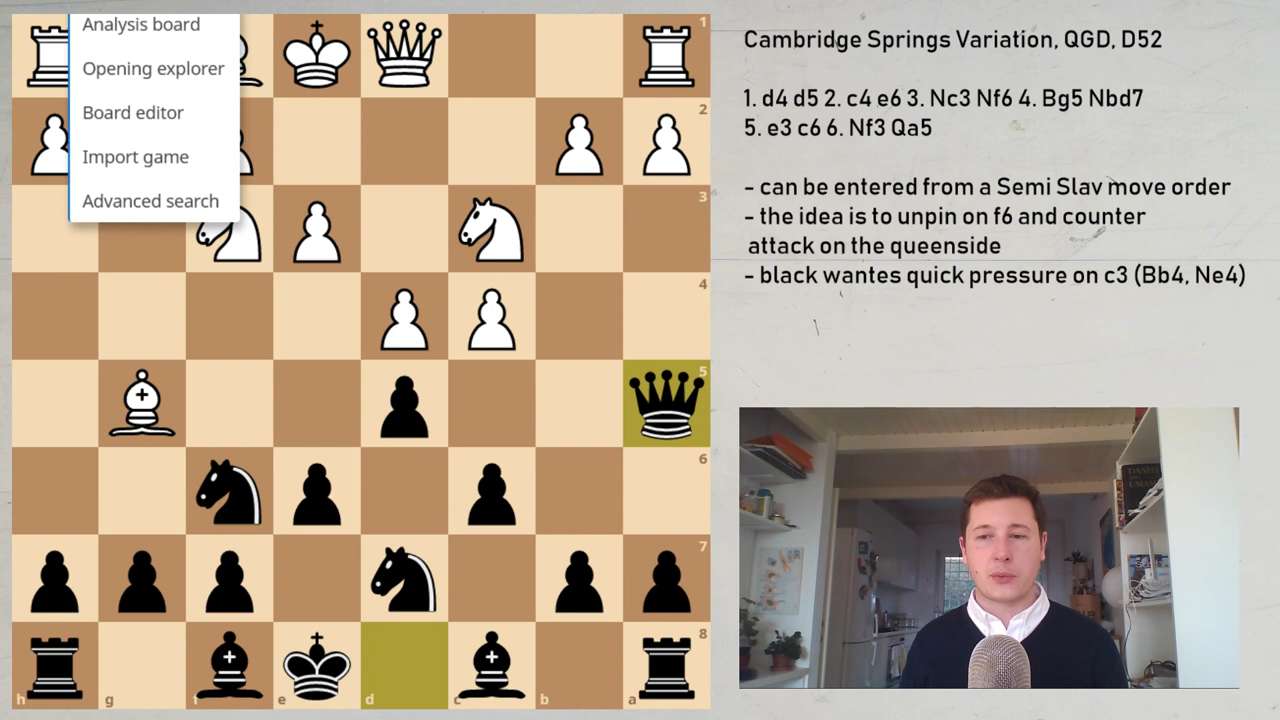 Analysis board
Opening explorer
Board editor
Import game
Advanced search
1
2
3
4
5
6
7
8
h g f e d c b a
Cambridge Springs Variation, QGD, D52
1. d4 d5 2. c4 e6 3. Nc3 Nf6 4. Bg5 Nbd7
5. e3 c6 6. Nf3 Qa5
- can be entered from a Semi Slav move order
- the idea is to unpin on f6 and counter
attack on the queenside
- black wantes quick pressure on c3 (Bb4, Ne4)